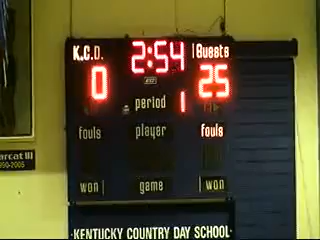 K.C.D. 2:54 Guests
0 25
period 1
fouls player fouls
won game won
KENTUCKY COUNTRY DAY SCHOOL